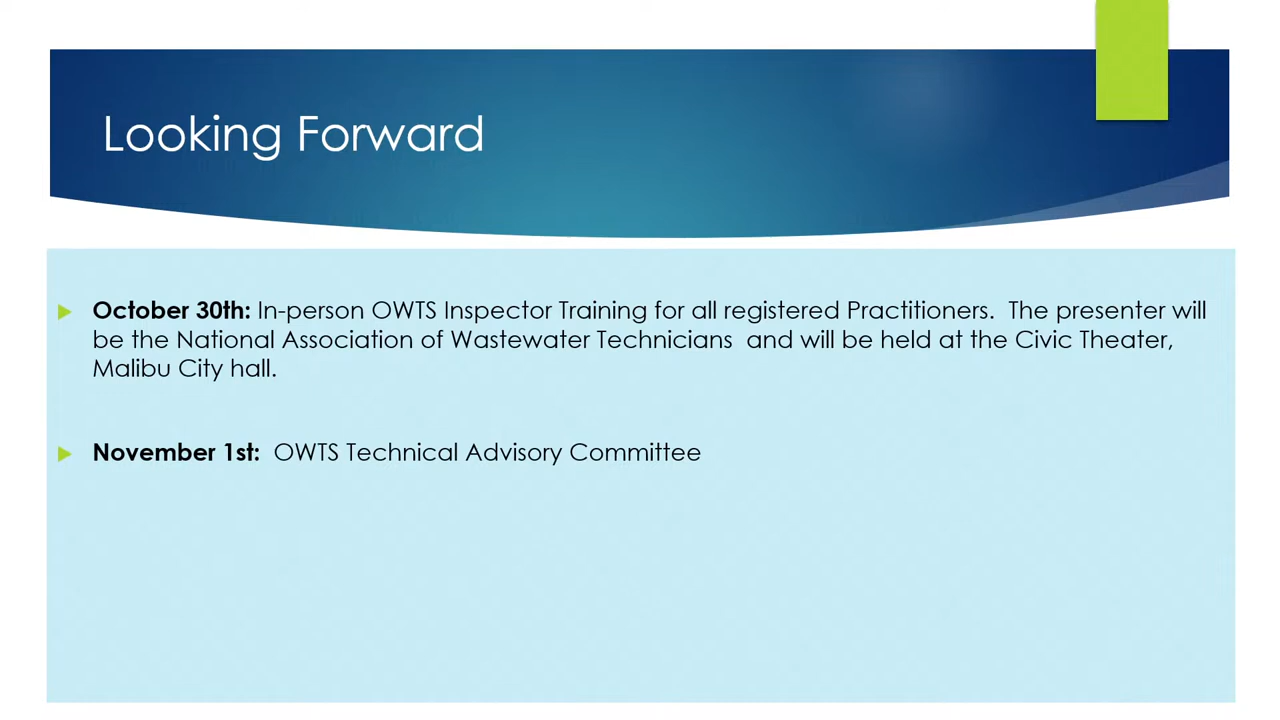 Looking Forward
October 30th: In-person OWTS Inspector Training for all registered Practitioners.  The presenter will
be the National Association of Wastewater Technicians  and will be held at the Civic Theater,
Malibu City hall.
November 1st:  OWTS Technical Advisory Committee